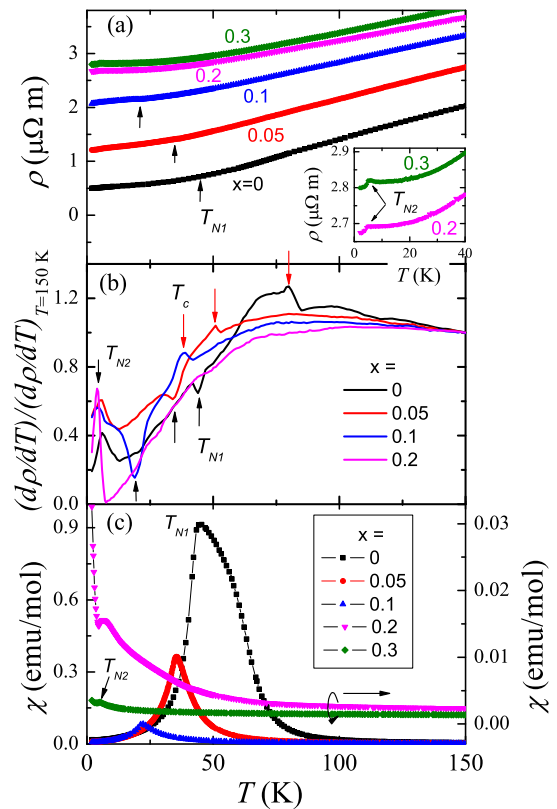 (a)
0.3
0.2
0.1
0.05
x=0
T_N1
ρ (μΩ m)
3
2
1
0
0.3
T_N2
0.2
ρ (μΩ m)
2.9
2.8
2.7
0 20 40
T (K)
(b)
T_c
T_N2
T_N1
x =
0
0.05
0.1
0.2
(dρ/dT)/(dρ/dT)_T=150 K
1.2
0.8
0.4
0.0
(c)
T_N1
T_N2
x =
0
0.05
0.1
0.2
0.3
χ (emu/mol)
0.9
0.6
0.3
0.0
χ (emu/mol)
0.03
0.02
0.01
0.00
0 25 50 75 100 125 150
T (K)